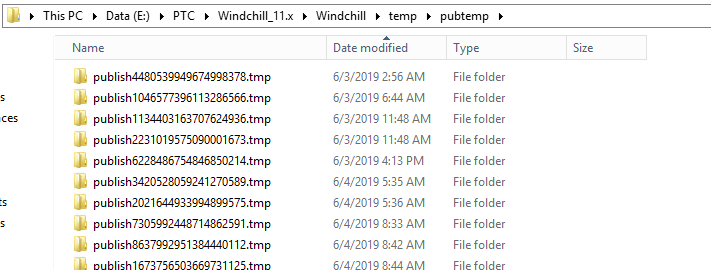 This PC Data (E:) PTC Windchill_11.x Windchill temp pubtemp
Name Date modified Type Size
publish4480539949674998378.tmp 6/3/2019 2:56 AM File folder
publish1046577396113286566.tmp 6/3/2019 6:44 AM File folder
s
publish1134403163707624936.tmp 6/3/2019 11:48 AM File folder
aces
publish2231019575090001673.tmp 6/3/2019 11:48 AM File folder
publish6228486754846850214.tmp 6/3/2019 4:13 PM File folder
publish3420528059241270589.tmp 6/4/2019 5:35 AM File folder
ts
publish2021644933994899575.tmp 6/4/2019 5:36 AM File folder
s
publish7305992448714862591.tmp 6/4/2019 8:33 AM File folder
publish8637992951384440112.tmp 6/4/2019 8:42 AM File folder
publish1673756503669731125.tmp 6/4/2019 8:44 AM File folder